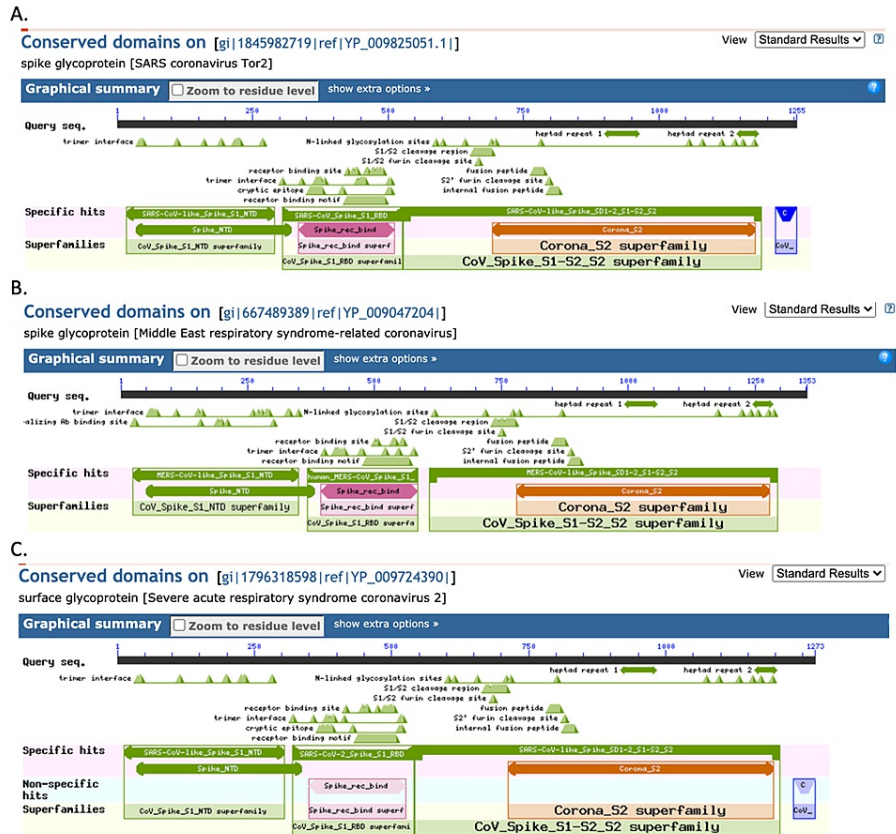 A.
Conserved domains on [gi|1845982719|ref|YP_009825051.1|]
View Standard Results
spike glycoprotein [SARS coronavirus Tor2]
Graphical summary Zoom to residue level show extra options »
1 250 500 750 1000 1255
Query seq.
heptad repeat 1 heptad repeat 2
trimer interface N-linked glycosylation sites
S1/S2 cleavage region
S1/S2 furin cleavage site
receptor binding site fusion peptide
trimer interface S2' furin cleavage site
cryptic epitope internal fusion peptide
receptor binding motif
Specific hits SARS-CoV-like_Spike_S1_NTD SARS-CoV_Spike_S1_RBD SARS-CoV-like_Spike_SD1-2_S1-S2_S2 C
Spike_NTD Spike_rec_bind Corona_S2
Superfamilies CoV_Spike_S1_NTD superfamily Spike_rec_bind superf Corona_S2 superfamily CoV_
CoV_Spike_S1_RBD superfamil CoV_Spike_S1-S2_S2 superfamily
B.
Conserved domains on [gi|667489389|ref|YP_009047204|]
View Standard Results
spike glycoprotein [Middle East respiratory syndrome-related coronavirus]
Graphical summary Zoom to residue level show extra options »
1 250 500 750 1000 1250 1353
Query seq.
heptad repeat 1 heptad repeat 2
trimer interface N-linked glycosylation sites
-alizing Ab binding site S1/S2 cleavage region
S1/S2 furin cleavage site
receptor binding site fusion peptide
trimer interface S2' furin cleavage site
receptor binding motif internal fusion peptide
Specific hits MERS-CoV-like_Spike_S1_NTD human_MERS-CoV_Spike_S1_ MERS-CoV-like_Spike_SD1-2_S1-S2_S2
Spike_NTD Spike_rec_bind Corona_S2
Superfamilies CoV_Spike_S1_NTD superfamily Spike_rec_bind superf Corona_S2 superfamily
CoV_Spike_S1_RBD superfa CoV_Spike_S1-S2_S2 superfamily
C.
Conserved domains on [gi|1796318598|ref|YP_009724390|]
View Standard Results
surface glycoprotein [Severe acute respiratory syndrome coronavirus 2]
Graphical summary Zoom to residue level show extra options »
1 250 500 750 1000 1273
Query seq.
heptad repeat 1 heptad repeat 2
trimer interface N-linked glycosylation sites
S1/S2 cleavage region
S1/S2 furin cleavage site
receptor binding site fusion peptide
trimer interface S2' furin cleavage site
cryptic epitope internal fusion peptide
receptor binding motif
Specific hits SARS-CoV-like_Spike_S1_NTD SARS-CoV-2_Spike_S1_RBD SARS-CoV-like_Spike_SD1-2_S1-S2_S2
Spike_NTD Corona_S2
Non-specific hits Spike_rec_bind C
Superfamilies CoV_Spike_S1_NTD superfamily Spike_rec_bind superf Corona_S2 superfamily CoV_
CoV_Spike_S1_RBD superfami CoV_Spike_S1-S2_S2 superfamily